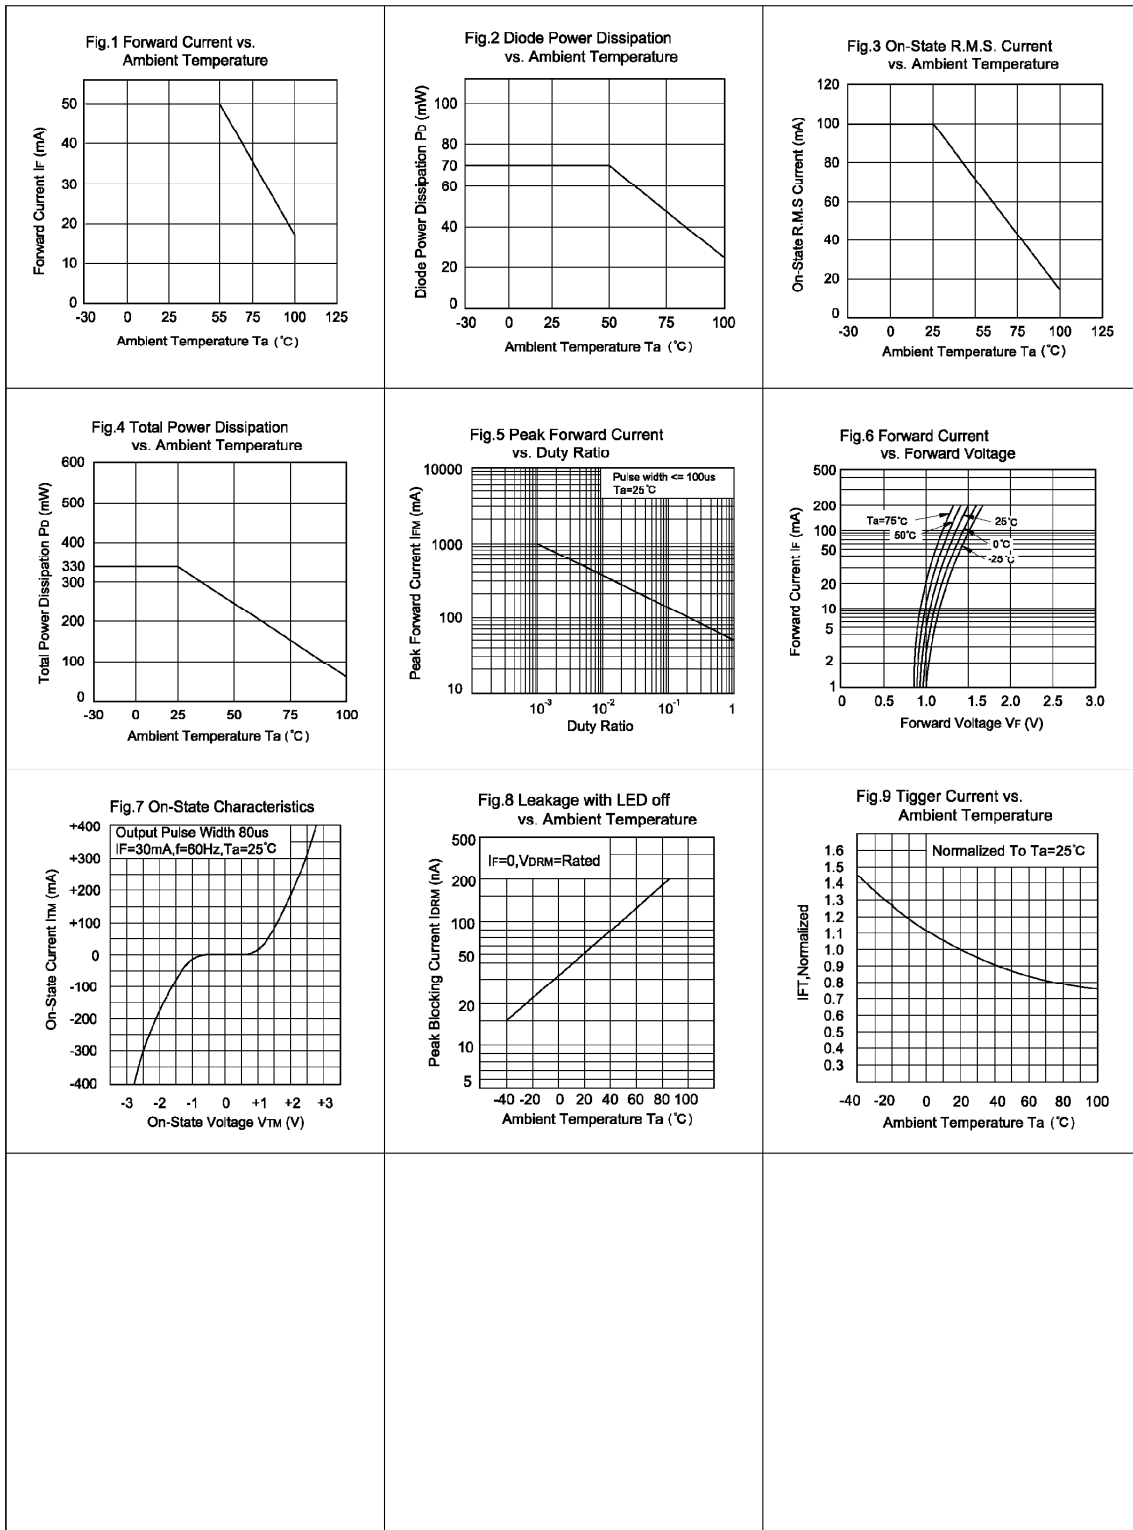 Fig.1 Forward Current vs.
Ambient Temperature
Forward Current IF (mA)
50
40
30
20
10
0
-30 0 25 55 75 100 125
Ambient Temperature Ta (°C)
Fig.2 Diode Power Dissipation
vs. Ambient Temperature
Diode Power Dissipation PD (mW)
100
80
70
60
40
20
0
-30 0 25 50 75 100
Ambient Temperature Ta (°C)
Fig.3 On-State R.M.S. Current
vs. Ambient Temperature
On-State R.M.S Current (mA)
120
100
80
60
40
20
0
-30 0 25 55 75 100 125
Ambient Temperature Ta (°C)
Fig.4 Total Power Dissipation
vs. Ambient Temperature
Total Power Dissipation PD (mW)
600
500
400
330
300
200
100
0
-30 0 25 50 75 100
Ambient Temperature Ta (°C)
Fig.5 Peak Forward Current
vs. Duty Ratio
Peak Forward Current IFM (mA)
Pulse width <= 100us
Ta=25°C
10000
1000
100
10
10-3 10-2 10-1 1
Duty Ratio
Fig.6 Forward Current
vs. Forward Voltage
Forward Current IF (mA)
500
200
100
50
20
10
5
2
1
Ta=75°C
50°C
25°C
0°C
-25°C
0 0.5 1.0 1.5 2.0 2.5 3.0
Forward Voltage VF (V)
Fig.7 On-State Characteristics
On-State Current ITM (mA)
Output Pulse Width 80us
IF=30mA,f=60Hz,Ta=25°C
+400
+300
+200
+100
0
-100
-200
-300
-400
-3 -2 -1 0 +1 +2 +3
On-State Voltage VTM (V)
Fig.8 Leakage with LED off
vs. Ambient Temperature
Peak Blocking Current IDRM (nA)
IF=0,VDRM=Rated
500
200
100
50
20
10
5
-40 -20 0 20 40 60 80 100
Ambient Temperature Ta (°C)
Fig.9 Tigger Current vs.
Ambient Temperature
IFT,Normalized
Normalized To Ta=25°C
1.6
1.5
1.4
1.3
1.2
1.1
1.0
0.9
0.8
0.7
0.6
0.5
0.4
0.3
-40 -20 0 20 40 60 80 100
Ambient Temperature Ta (°C)